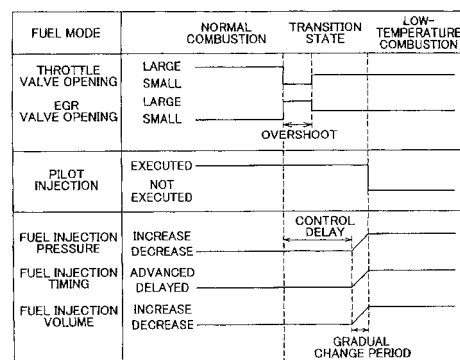 FUEL MODE
NORMAL COMBUSTION
TRANSITION STATE
LOW-TEMPERATURE COMBUSTION
THROTTLE VALVE OPENING
LARGE
SMALL
EGR VALVE OPENING
LARGE
SMALL
OVERSHOOT
PILOT INJECTION
EXECUTED
NOT EXECUTED
CONTROL DELAY
FUEL INJECTION PRESSURE
INCREASE
DECREASE
FUEL INJECTION TIMING
ADVANCED
DELAYED
FUEL INJECTION VOLUME
INCREASE
DECREASE
GRADUAL CHANGE PERIOD